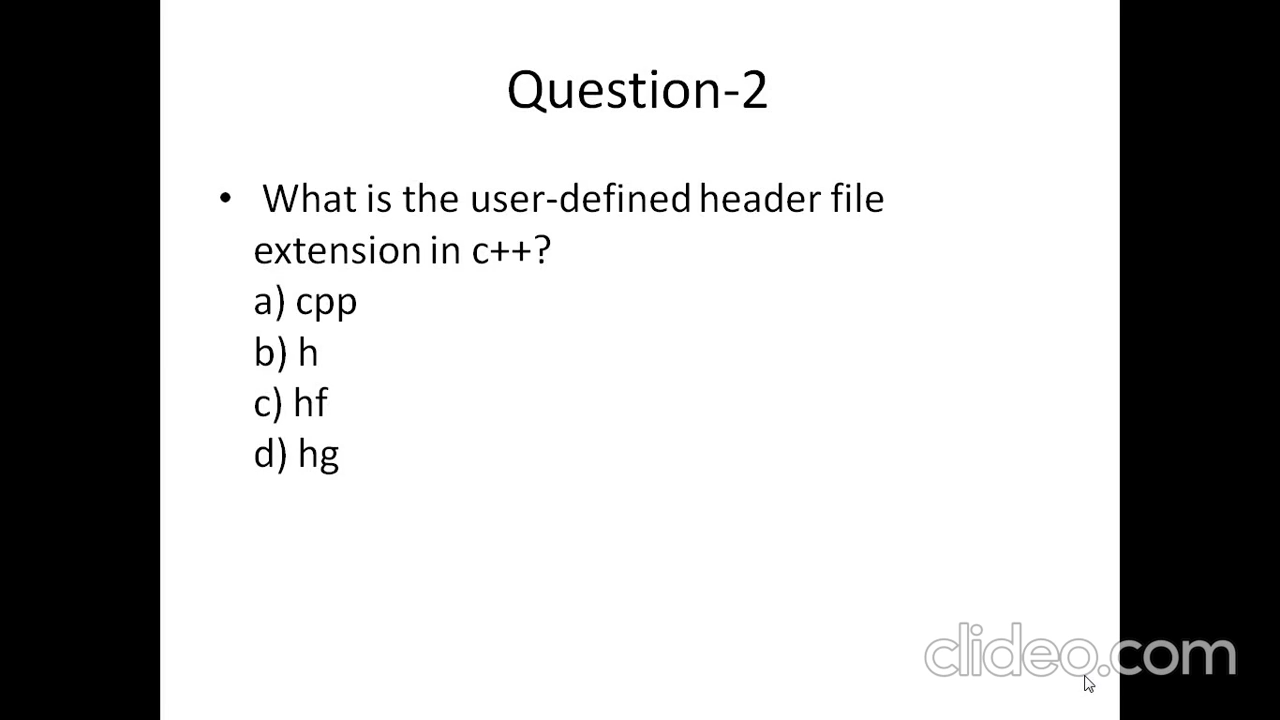 Question-2
• What is the user-defined header file
extension in c++?
a) cpp
b) h
c) hf
d) hg
clideo.com